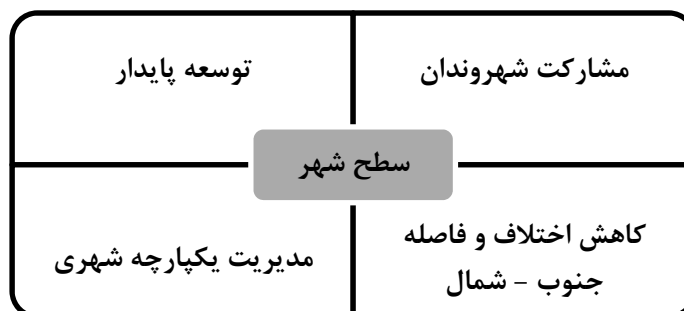 مشارکت شهروندان
توسعه پایدار
سطح شهر
کاهش اختلاف و فاصله
جنوب – شمال
مدیریت یکپارچه شهری